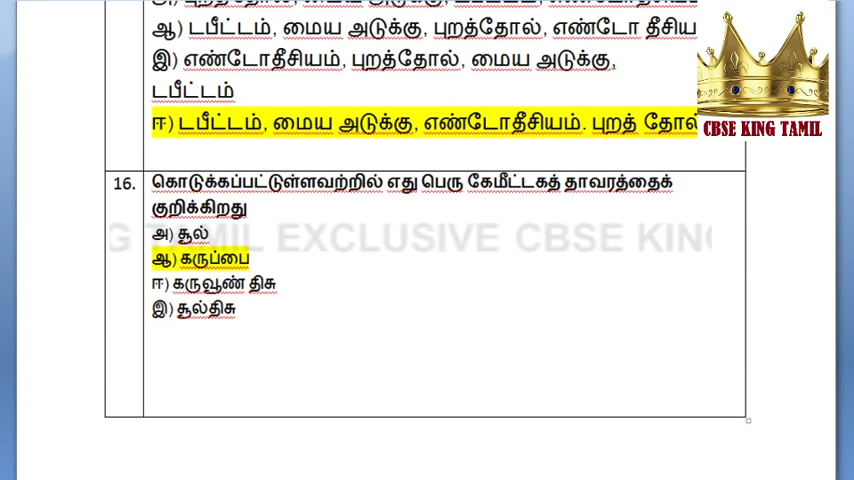 ஆ) டபீட்டம், மைய அடுக்கு, புறத்தோல், எண்டோ தீசிய
இ) எண்டோதீசியம், புறத்தோல், மைய அடுக்கு,
டபீட்டம்
ஈ) டபீட்டம், மைய அடுக்கு, எண்டோதீசியம். புறத் தோல்
CBSE KING TAMIL
16. கொடுக்கப்பட்டுள்ளவற்றில் எது பெரு கேமீட்டகத் தாவரத்தைக்
குறிக்கிறது
அ) சூல்
G TAMIL EXCLUSIVE CBSE KING
ஆ) கருப்பை
ஈ) கருவூண் திசு
இ) சூல்திசு